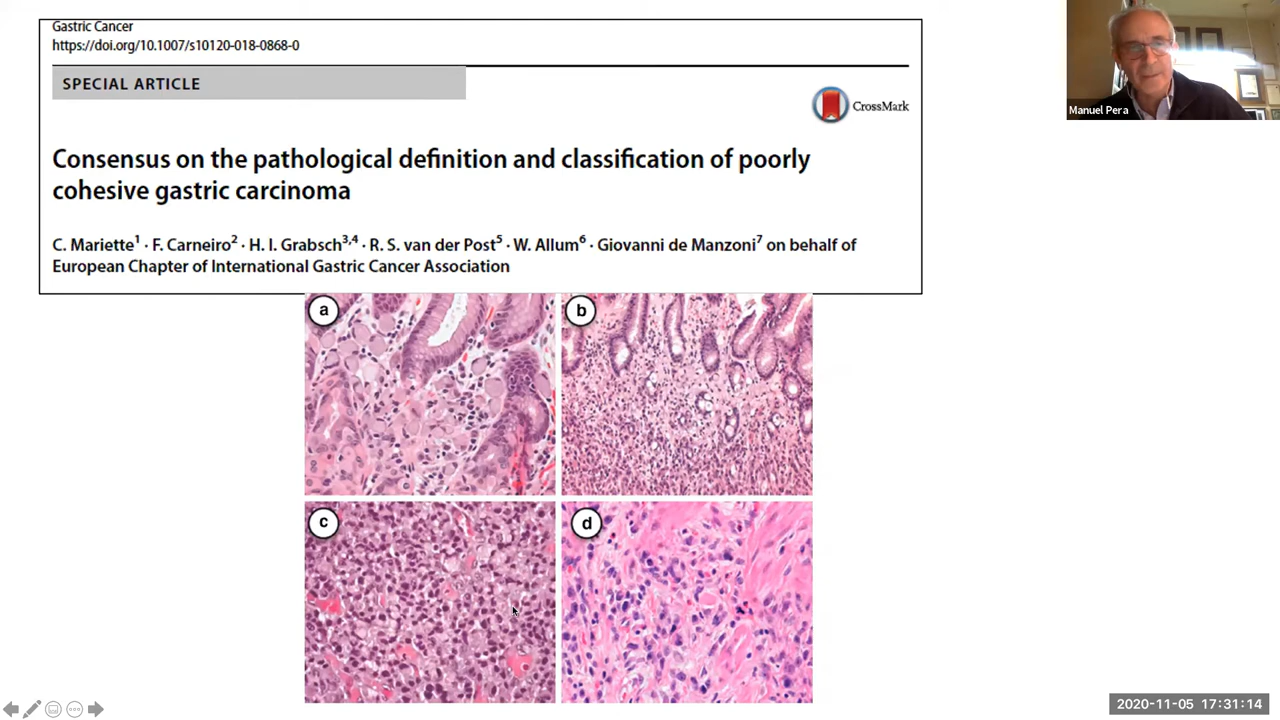 Gastric Cancer
https://doi.org/10.1007/s10120-018-0868-0
SPECIAL ARTICLE
CrossMark
Consensus on the pathological definition and classification of poorly
cohesive gastric carcinoma
C. Mariette1 · F. Carneiro2 · H. I. Grabsch3,4 · R. S. van der Post5 · W. Allum6 · Giovanni de Manzoni7 on behalf of
European Chapter of International Gastric Cancer Association
a
b
c
d
Manuel Pera
2020-11-05 17:31:14